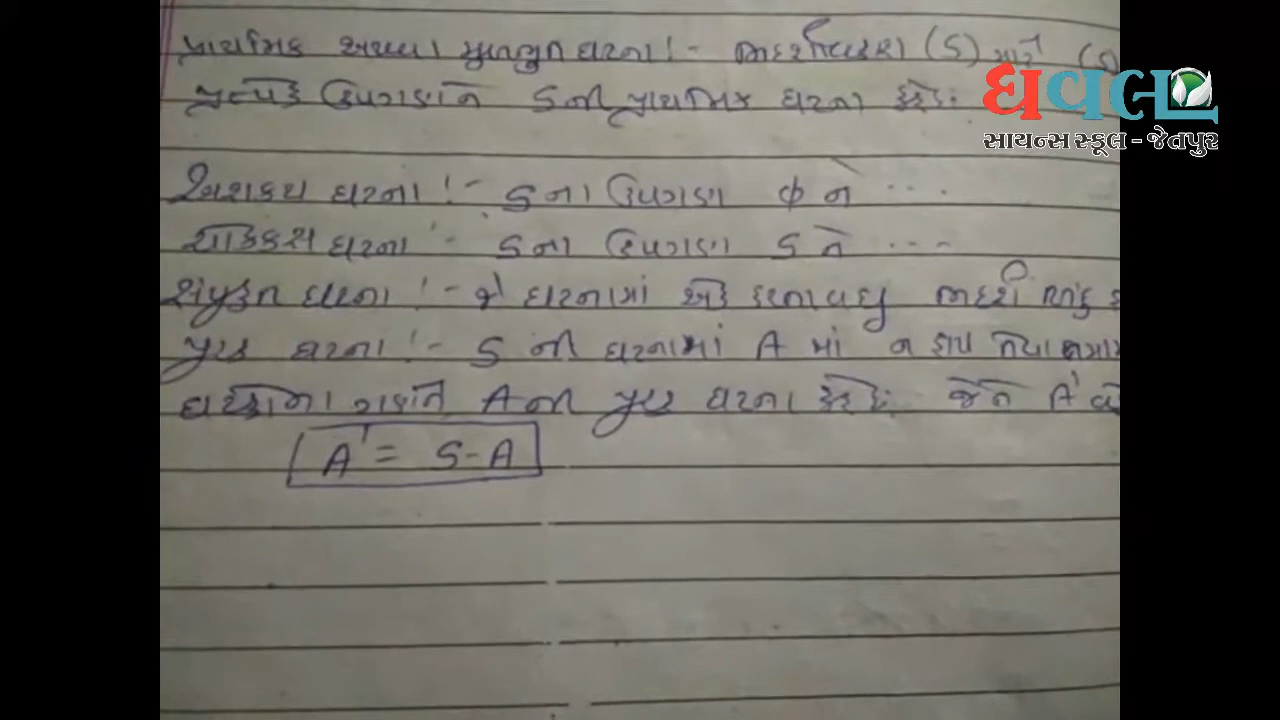 પ્રાથમિક અથવા મુળભુત ઘટના :- નિદર્શાવકાશ (S) માટે (S)
પ્રત્યેક ઉપગણને S ની પ્રાથમિક ઘટના કહે છે.
અશક્ય ઘટના :- S ના ઉપગણ ϕ ને ...
ચોક્કસ ઘટના :- S ના ઉપગણ S ને ...
સંયુક્ત ઘટના :- જે ઘટનામાં એક કરતા વધુ નિદર્શ બિંદુ
પુરક ઘટના :- S ની ઘટનામાં A માં ન હોય તેવા
ઘટકોના ગણને A ની પુરક ઘટના કહે છે. જેને A'
A' = S - A
ધવલ
સાયન્સ સ્કૂલ - જેતપુર